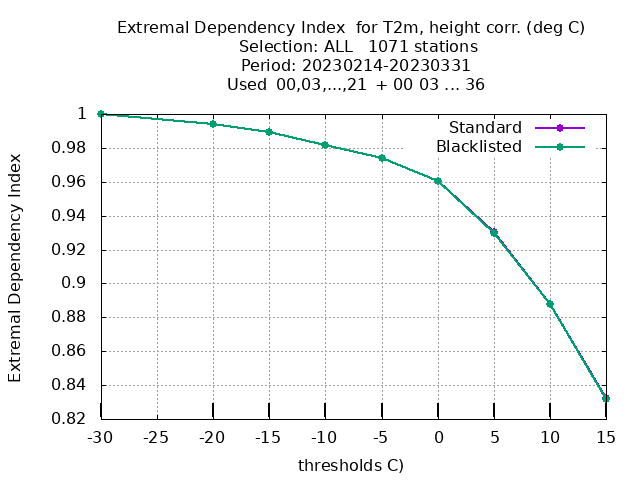 Extremal Dependency Index  for T2m, height corr. (deg C)
Selection: ALL   1071 stations
Period: 20230214-20230331
Used  00,03,...,21  + 00 03 ... 36
Extremal Dependency Index
1
0.98
0.96
0.94
0.92
0.9
0.88
0.86
0.84
0.82
Standard
Blacklisted
-30 -25 -20 -15 -10 -5 0 5 10 15
thresholds C)